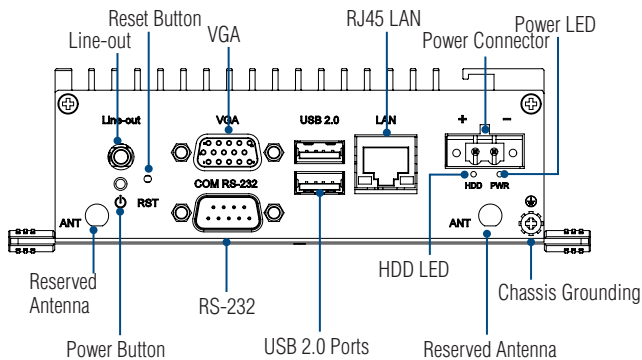 Reset Button
Line-out
VGA
RJ45 LAN
Power LED
Power Connector
Line-out
VGA
USB 2.0
LAN
+ -
COM RS-232
HDD PWR
RST
ANT
ANT
Reserved
Antenna
Power Button
RS-232
USB 2.0 Ports
HDD LED
Chassis Grounding
Reserved Antenna